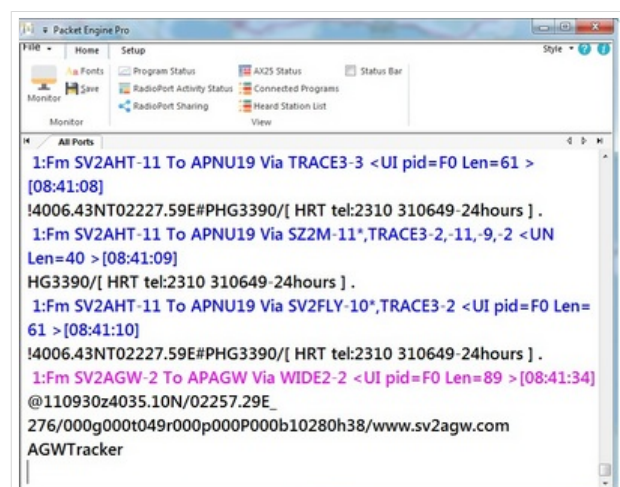 Packet Engine Pro
File Home Setup Style
Fonts Program Status AX25 Status Status Bar
Save RadioPort Activity Status Connected Programs
Monitor RadioPort Sharing Heard Station List
Monitor View
All Ports
1:Fm SV2AHT-11 To APNU19 Via TRACE3-3 <UI pid=F0 Len=61 >
[08:41:08]
!4006.43NT02227.59E#PHG3390/[ HRT tel:2310 310649-24hours ] .
1:Fm SV2AHT-11 To APNU19 Via SZ2M-11*,TRACE3-2,-11,-9,-2 <UN
Len=40 >[08:41:09]
HG3390/[ HRT tel:2310 310649-24hours ] .
1:Fm SV2AHT-11 To APNU19 Via SV2FLY-10*,TRACE3-2 <UI pid=F0 Len=
61 >[08:41:10]
!4006.43NT02227.59E#PHG3390/[ HRT tel:2310 310649-24hours ] .
1:Fm SV2AGW-2 To APAGW Via WIDE2-2 <UI pid=F0 Len=89 >[08:41:34]
@110930z4035.10N/02257.29E_
276/000g000t049r000p000P000b10280h38/www.sv2agw.com
AGWTracker